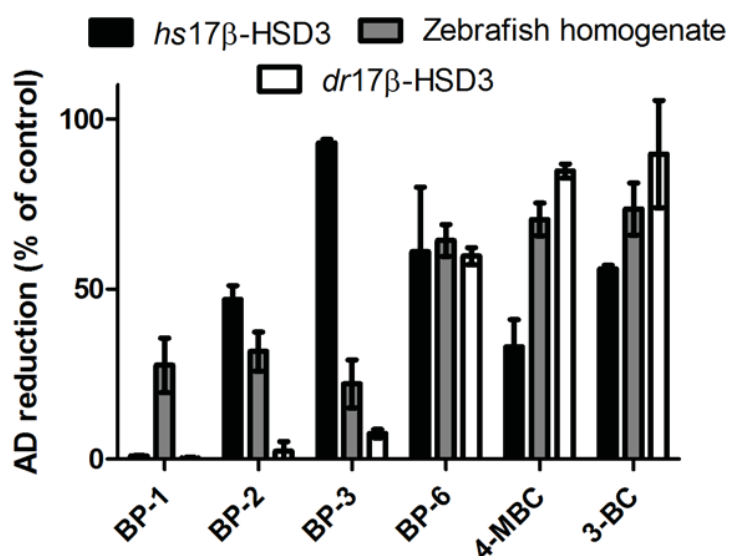 hs17β-HSD3 Zebrafish homogenate
dr17β-HSD3
AD reduction (% of control)
100
50
0
BP-1 BP-2 BP-3 BP-6 4-MBC 3-BC